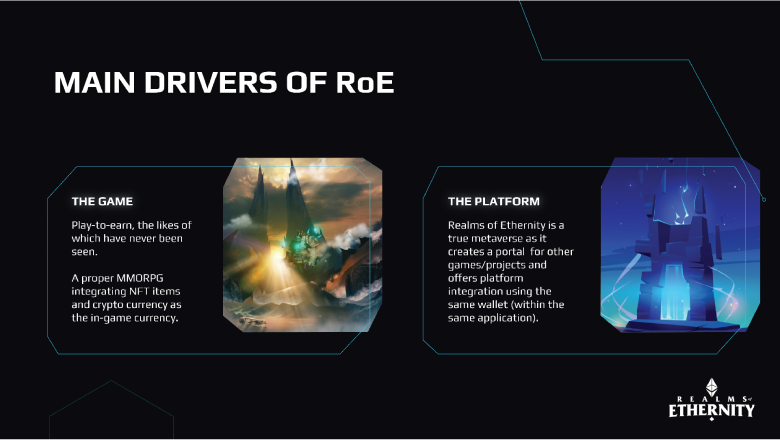 MAIN DRIVERS OF RoE
THE GAME
Play-to-earn, the likes of
which have never been
seen.
A proper MMORPG
integrating NFT items
and crypto currency as
the in-game currency.
THE PLATFORM
Realms of Ethernity is a
true metaverse as it
creates a portal for other
games/projects and
offers platform
integration using the
same wallet (within the
same application).
REALMS of
ETHERNITY